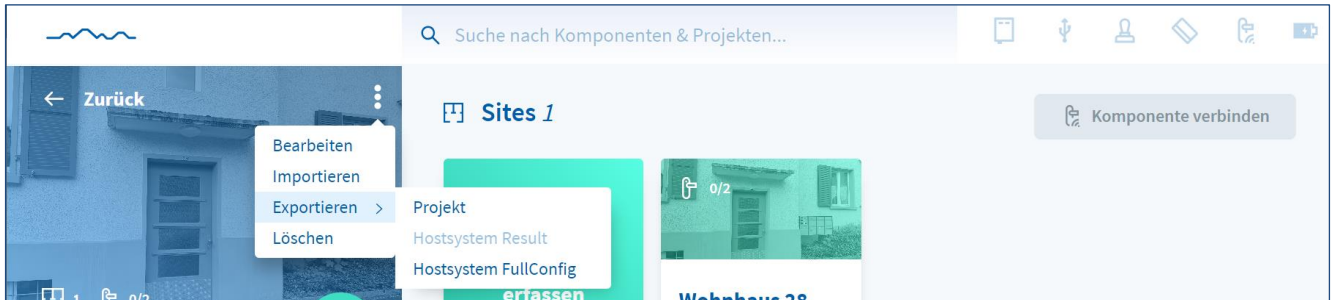 Suche nach Komponenten & Projekten...
Zurück
Sites 1
Komponente verbinden
Bearbeiten
Importieren
Exportieren >
Löschen
Projekt
Hostsystem Result
Hostsystem FullConfig
0/2
erfassen
Wohnhaus 28
1
0/2